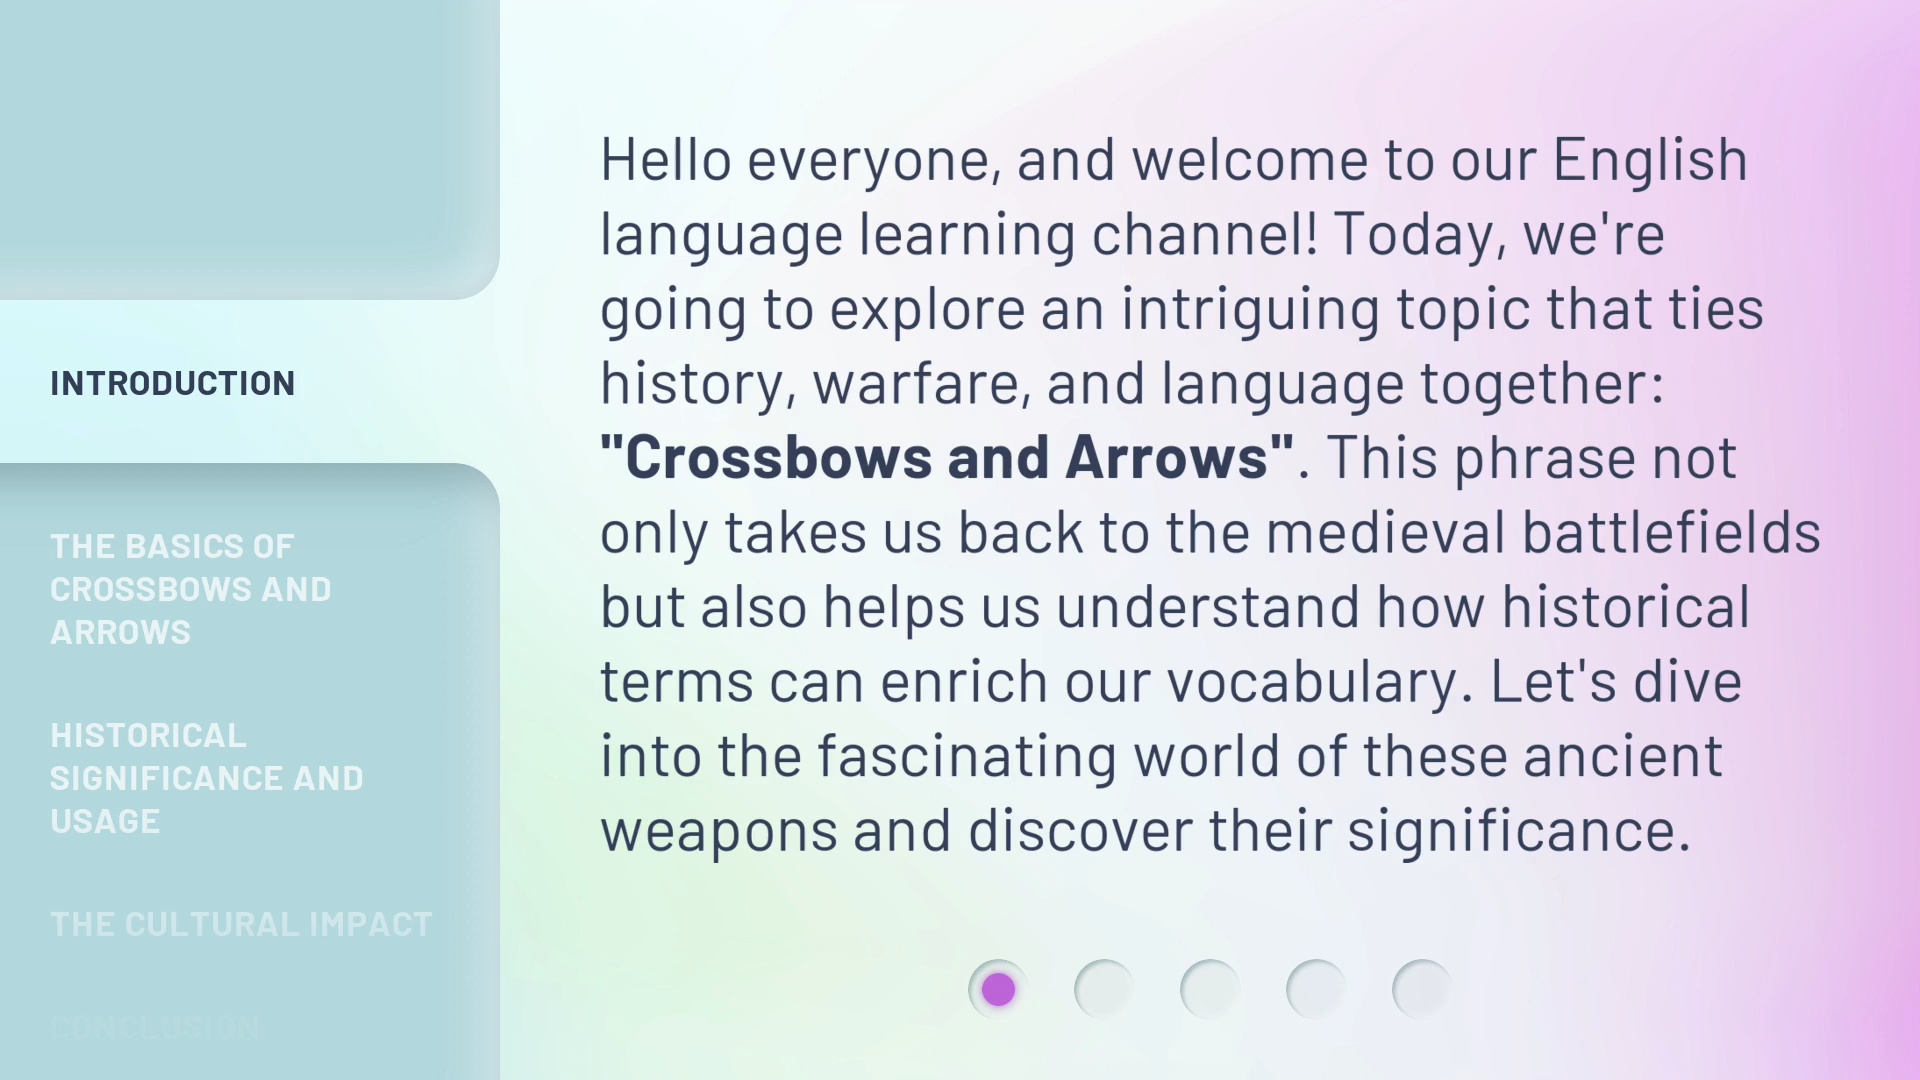 INTRODUCTION
THE BASICS OF
CROSSBOWS AND
ARROWS
HISTORICAL
SIGNIFICANCE AND
USAGE
THE CULTURAL IMPACT
CONCLUSION
Hello everyone, and welcome to our English
language learning channel! Today, we're
going to explore an intriguing topic that ties
history, warfare, and language together:
"Crossbows and Arrows". This phrase not
only takes us back to the medieval battlefields
but also helps us understand how historical
terms can enrich our vocabulary. Let's dive
into the fascinating world of these ancient
weapons and discover their significance.